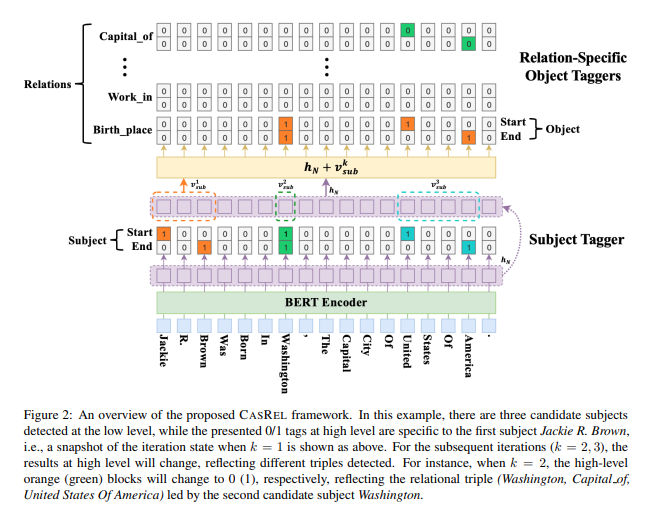 Capital_of 0 0 0 0 0 0 0 0 0 0 0 0 0 0 0 0 0
0 0 0 0 0 0 0 0 0 0 0 0 0 0 0 0 0
Relation-Specific
Object Taggers
Relations
Work_in 0 0 0 0 0 0 0 0 0 0 0 0 0 0 0 0 0
0 0 0 0 0 0 0 0 0 0 0 0 0 0 0 0 0
Birth_place 0 0 0 0 0 0 1 0 0 0 0 0 1 0 0 0 0 Start
0 0 0 0 0 0 1 0 0 0 0 0 0 0 0 1 0 End
Object
h_N + v^k_sub
v^1_sub v^2_sub h_N v^3_sub
Subject
Start 1 0 0 0 0 0 1 0 0 0 0 0 1 0 0 0 0
End 0 0 1 0 0 0 1 0 0 0 0 0 0 0 0 1 0
Subject Tagger
h_N
BERT Encoder
Jackie
R.
Brown
Was
Born
In
Washington
,
The
Capital
City
Of
United
States
Of
America
.
Figure 2: An overview of the proposed CASREL framework. In this example, there are three candidate subjects
detected at the low level, while the presented 0/1 tags at high level are specific to the first subject Jackie R. Brown,
i.e., a snapshot of the iteration state when k = 1 is shown as above. For the subsequent iterations (k = 2, 3), the
results at high level will change, reflecting different triples detected. For instance, when k = 2, the high-level
orange (green) blocks will change to 0 (1), respectively, reflecting the relational triple (Washington, Capital_of,
United States Of America) led by the second candidate subject Washington.